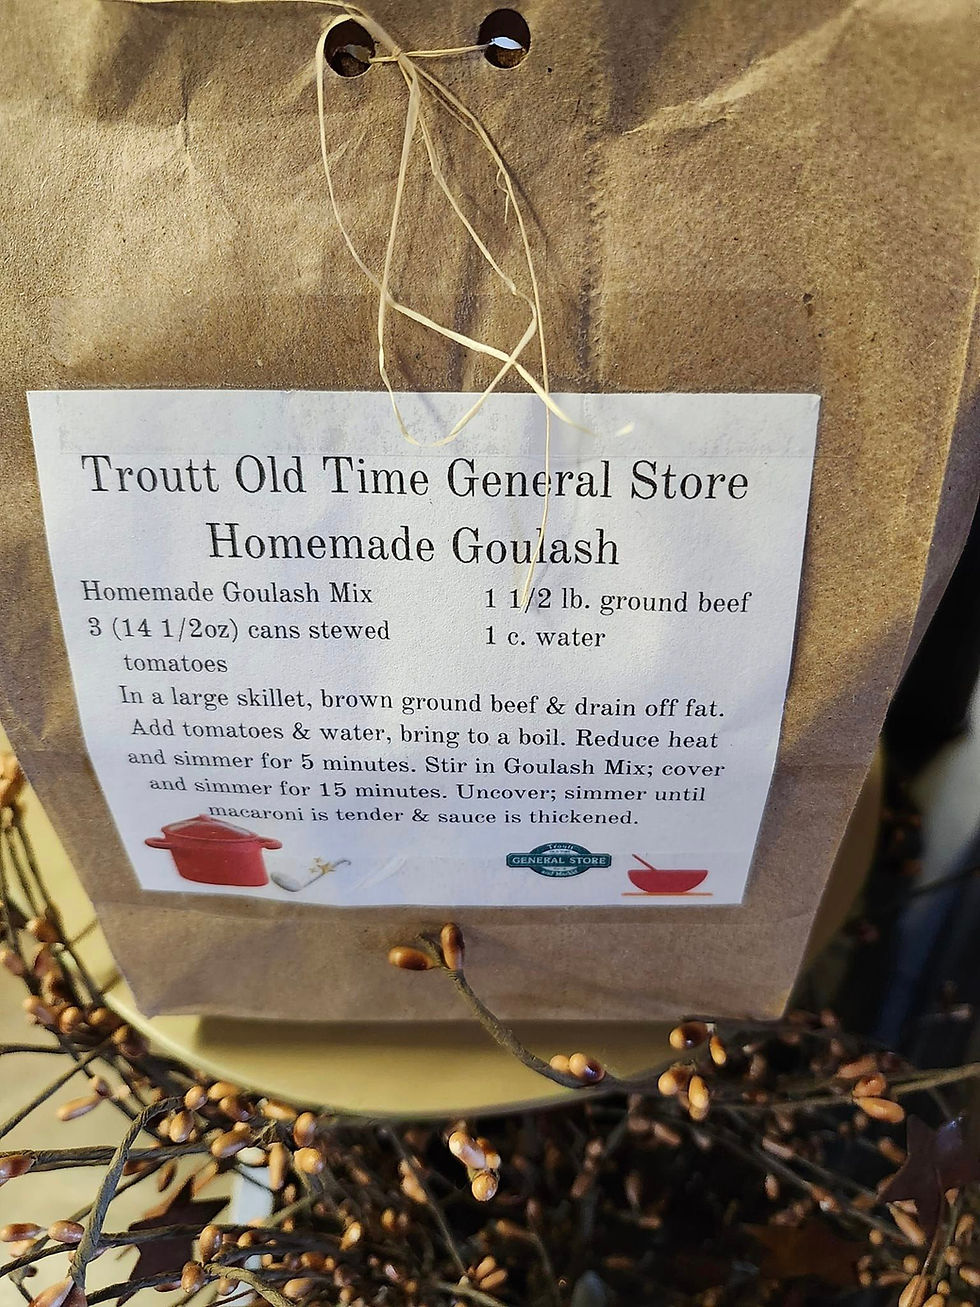 Troutt Old Time General Store
Homemade Goulash
Homemade Goulash Mix
3 (14 1/2oz) cans stewed
tomatoes
1 1/2 lb. ground beef
1 c. water
In a large skillet, brown ground beef & drain off fat.
Add tomatoes & water, bring to a boil. Reduce heat
and simmer for 5 minutes. Stir in Goulash Mix; cover
and simmer for 15 minutes. Uncover; simmer until
macaroni is tender & sauce is thickened.
Troutt
GENERAL STORE
and Market